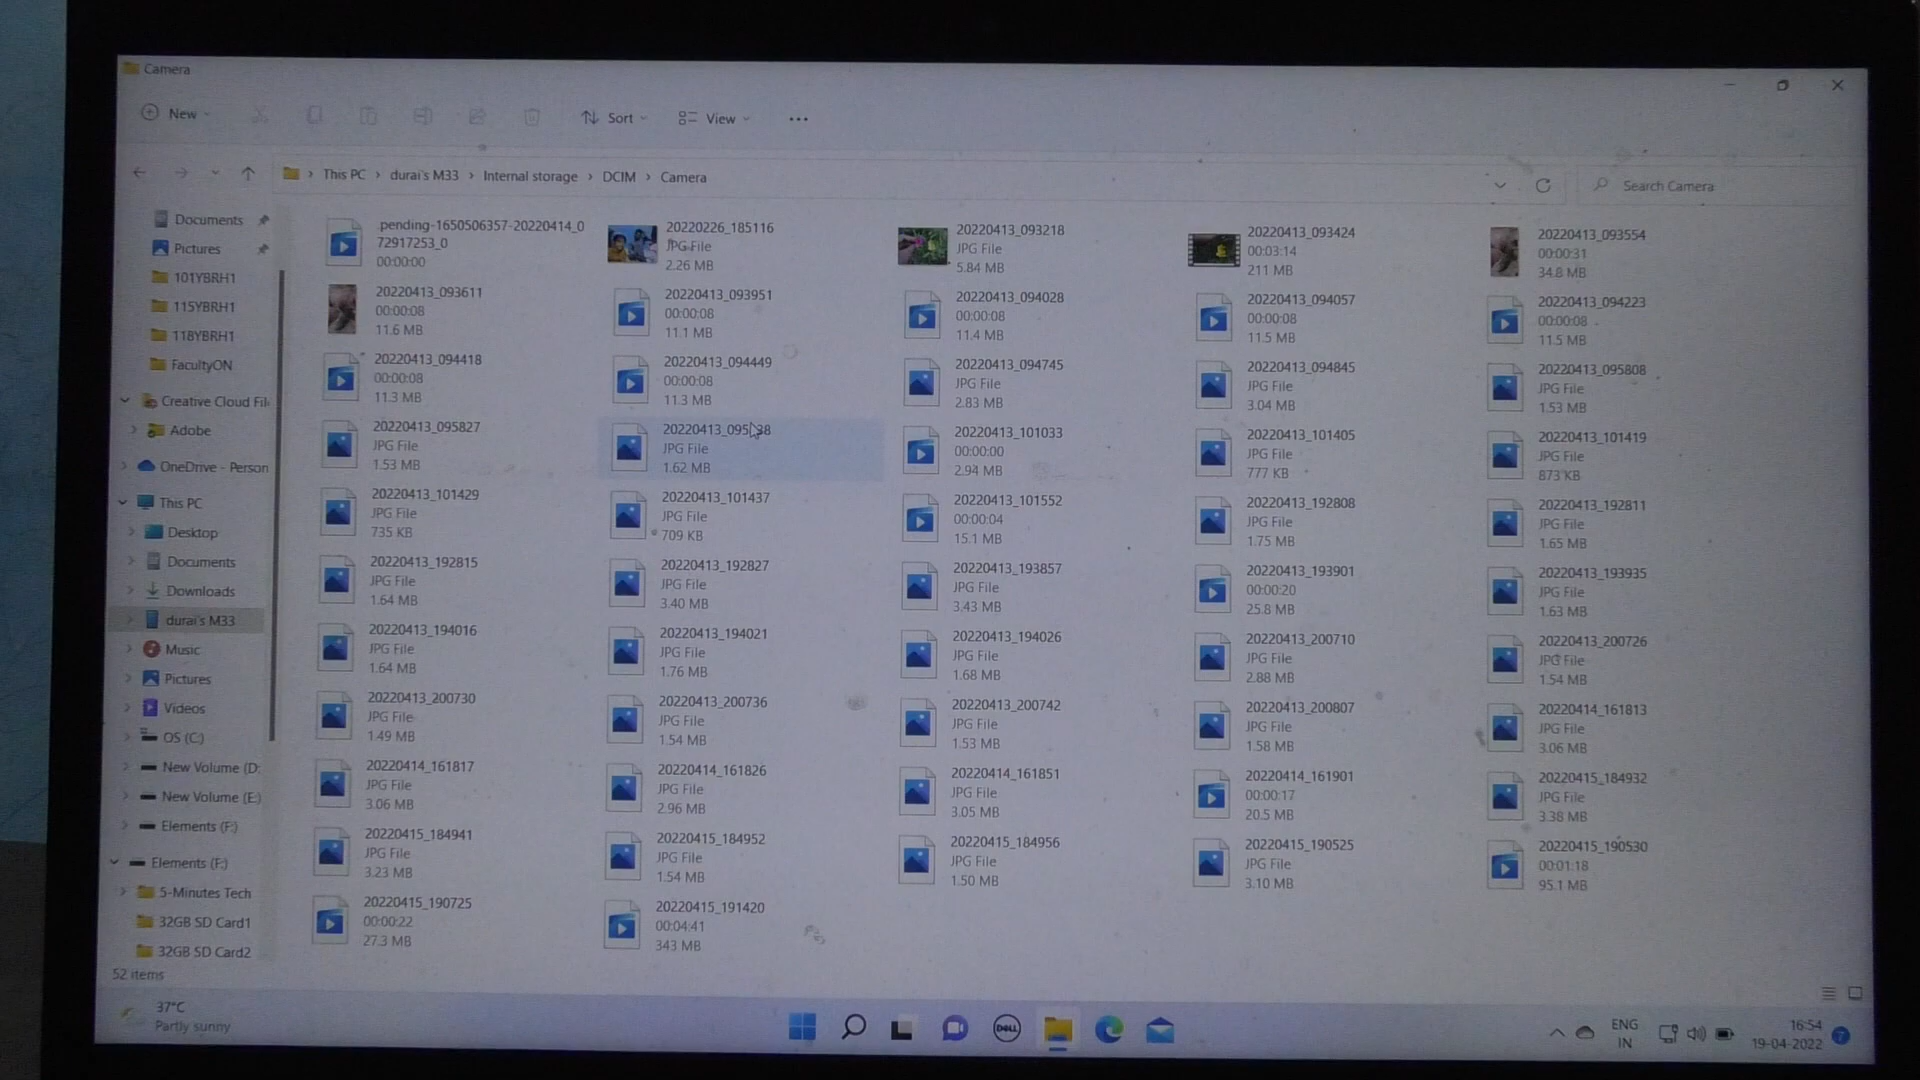 Camera
New
Sort
View
This PC > durai's M33 > Internal storage > DCIM > Camera
Search Camera
Documents
Pictures
101YBRH1
115YBRH1
118YBRH1
FacultyON
Creative Cloud Fil
Adobe
OneDrive - Person
This PC
Desktop
Documents
Downloads
durai's M33
Music
Pictures
Videos
OS (C:)
New Volume (D:
New Volume (E:)
Elements (F:)
Elements (F:)
5-Minutes Tech
32GB SD Card1
32GB SD Card2
52 items
.pending-1650506357-20220414_0
72917253_0
00:00:00
20220226_185116
JPG File
2.26 MB
20220413_093218
JPG File
5.84 MB
20220413_093424
00:03:14
211 MB
20220413_093554
00:00:31
34.8 MB
20220413_093611
00:00:08
11.6 MB
20220413_093951
00:00:08
11.1 MB
20220413_094028
00:00:08
11.4 MB
20220413_094057
00:00:08
11.5 MB
20220413_094223
00:00:08
11.5 MB
20220413_094418
00:00:08
11.3 MB
20220413_094449
00:00:08
11.3 MB
20220413_094745
JPG File
2.83 MB
20220413_094845
JPG File
3.04 MB
20220413_095808
JPG File
1.53 MB
20220413_095827
JPG File
1.53 MB
JPG File
1.62 MB
20220413_101033
00:00:00
2.94 MB
20220413_101405
JPG File
777 KB
20220413_101419
JPG File
873 KB
20220413_101429
JPG File
735 KB
20220413_101437
JPG File
709 KB
20220413_101552
00:00:04
15.1 MB
20220413_192808
JPG File
1.75 MB
20220413_192811
JPG File
1.65 MB
20220413_192815
JPG File
1.64 MB
20220413_192827
JPG File
3.40 MB
20220413_193857
JPG File
3.43 MB
20220413_193901
00:00:20
25.8 MB
20220413_193935
JPG File
1.63 MB
20220413_194016
JPG File
1.64 MB
20220413_194021
JPG File
1.76 MB
20220413_194026
JPG File
1.68 MB
20220413_200710
JPG File
2.88 MB
20220413_200726
JPG File
1.54 MB
20220413_200730
JPG File
1.49 MB
20220413_200736
JPG File
1.54 MB
20220413_200742
JPG File
1.53 MB
20220413_200807
JPG File
1.58 MB
20220414_161813
JPG File
3.06 MB
20220414_161817
JPG File
3.06 MB
20220414_161826
JPG File
2.96 MB
20220414_161851
JPG File
3.05 MB
20220414_161901
00:00:17
20.5 MB
20220415_184932
JPG File
3.38 MB
20220415_184941
JPG File
3.23 MB
20220415_184952
JPG File
1.54 MB
20220415_184956
JPG File
1.50 MB
20220415_190525
JPG File
3.10 MB
20220415_190530
00:01:18
95.1 MB
20220415_190725
00:00:22
27.3 MB
20220415_191420
00:04:41
343 MB
37°C
Partly sunny
DELL
ENG
IN
16:54
19-04-2022
7